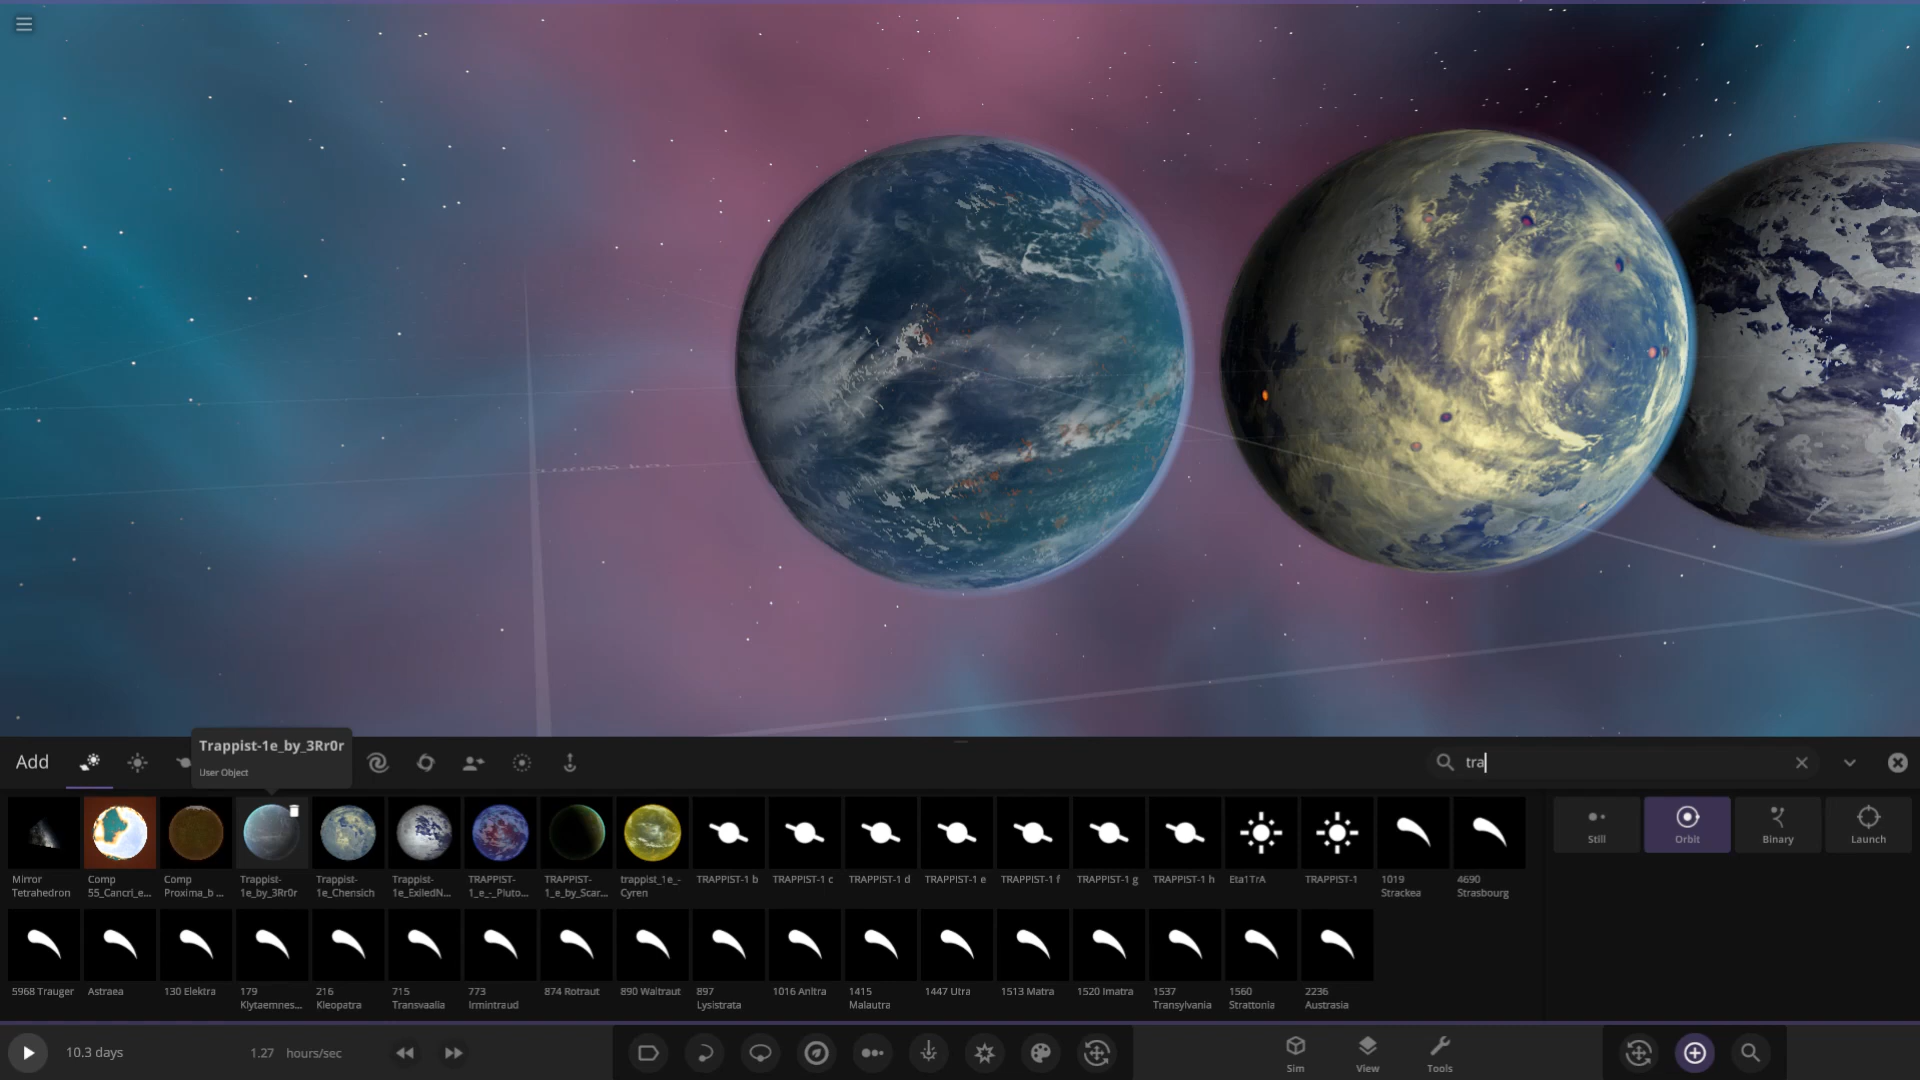 Trappist-1e_by_3Rr0r
User Object
Add
tra
Mirror
Tetrahedron
Comp
55_Cancri_e...
Comp
Proxima_b ...
Trappist-
1e_by_3Rr0r
Trappist-
1e_Chensich
Trappist-
1e_ExiledN...
TRAPPIST-
1_e_-_Pluto...
TRAPPIST-
1_e_by_Scar...
trappist_1e_-
Cyren
TRAPPIST-1 b
TRAPPIST-1 c
TRAPPIST-1 d
TRAPPIST-1 e
TRAPPIST-1 f
TRAPPIST-1 g
TRAPPIST-1 h
Eta1TrA
TRAPPIST-1
1019
Strackea
4690
Strasbourg
Still
Orbit
Binary
Launch
5968 Trauger
Astraea
130 Elektra
179
Klytaemnes...
216
Kleopatra
715
Transvaalia
773
Irmintraud
874 Rotraut
890 Waltraut
897
Lysistrata
1016 Anitra
1415
Malautra
1447 Utra
1513 Matra
1520 Imatra
1537
Transylvania
1560
Strattonia
2236
Austrasia
10.3 days
1.27 hours/sec
Sim
View
Tools